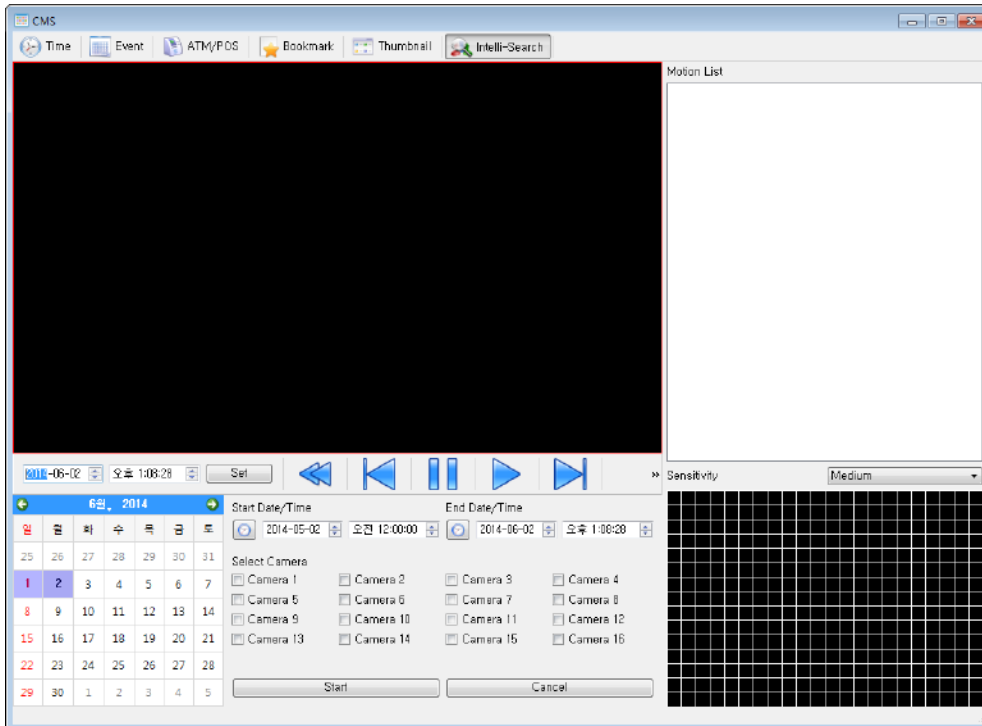 CMS
Time Event ATM/POS Bookmark Thumbnail Intelli-Search
Motion List
2014-06-02 오후 1:08:28 Set » Sensitivity Medium
6월, 2014
일 월 화 수 목 금 토
25 26 27 28 29 30 31
1 2 3 4 5 6 7
8 9 10 11 12 13 14
15 16 17 18 19 20 21
22 23 24 25 26 27 28
29 30 1 2 3 4 5
Start Date/Time End Date/Time
2014-05-02 오전 12:00:00 2014-06-02 오후 1:08:28
Select Camera
Camera 1 Camera 2 Camera 3 Camera 4
Camera 5 Camera 6 Camera 7 Camera 8
Camera 9 Camera 10 Camera 11 Camera 12
Camera 13 Camera 14 Camera 15 Camera 16
Start Cancel